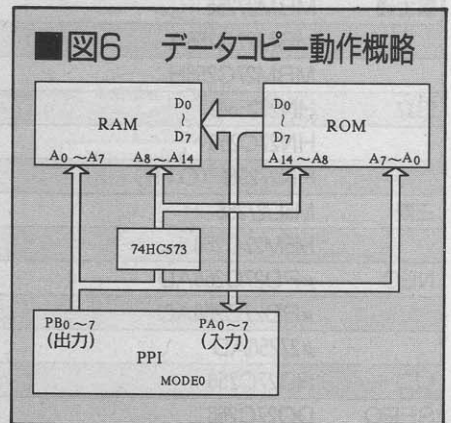 ■図6 データコピー動作概略
RAM
D0
～
D7
D0
～
D7
ROM
A0～A7
A8～A14
A14～A8
A7～A0
74HC573
PB0～7
(出力)
PA0～7
(入力)
PPI
MODE0